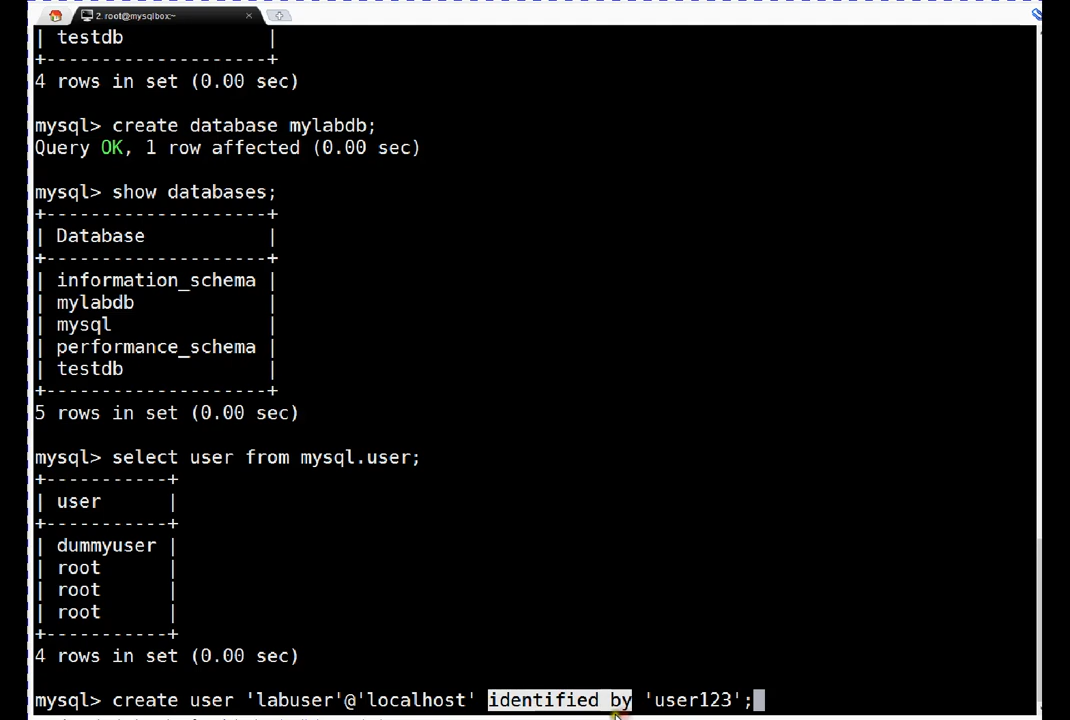 2. root@mysqlbox:~
| testdb             |
+--------------------+
4 rows in set (0.00 sec)
mysql> create database mylabdb;
Query OK, 1 row affected (0.00 sec)
mysql> show databases;
+--------------------+
| Database           |
+--------------------+
| information_schema |
| mylabdb            |
| mysql              |
| performance_schema |
| testdb             |
+--------------------+
5 rows in set (0.00 sec)
mysql> select user from mysql.user;
+-----------+
| user      |
+-----------+
| dummyuser |
| root      |
| root      |
| root      |
+-----------+
4 rows in set (0.00 sec)
mysql> create user 'labuser'@'localhost' identified by 'user123';